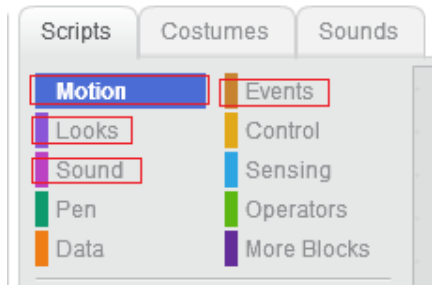 Scripts Costumes Sounds
Motion Events
Looks Control
Sound Sensing
Pen Operators
Data More Blocks